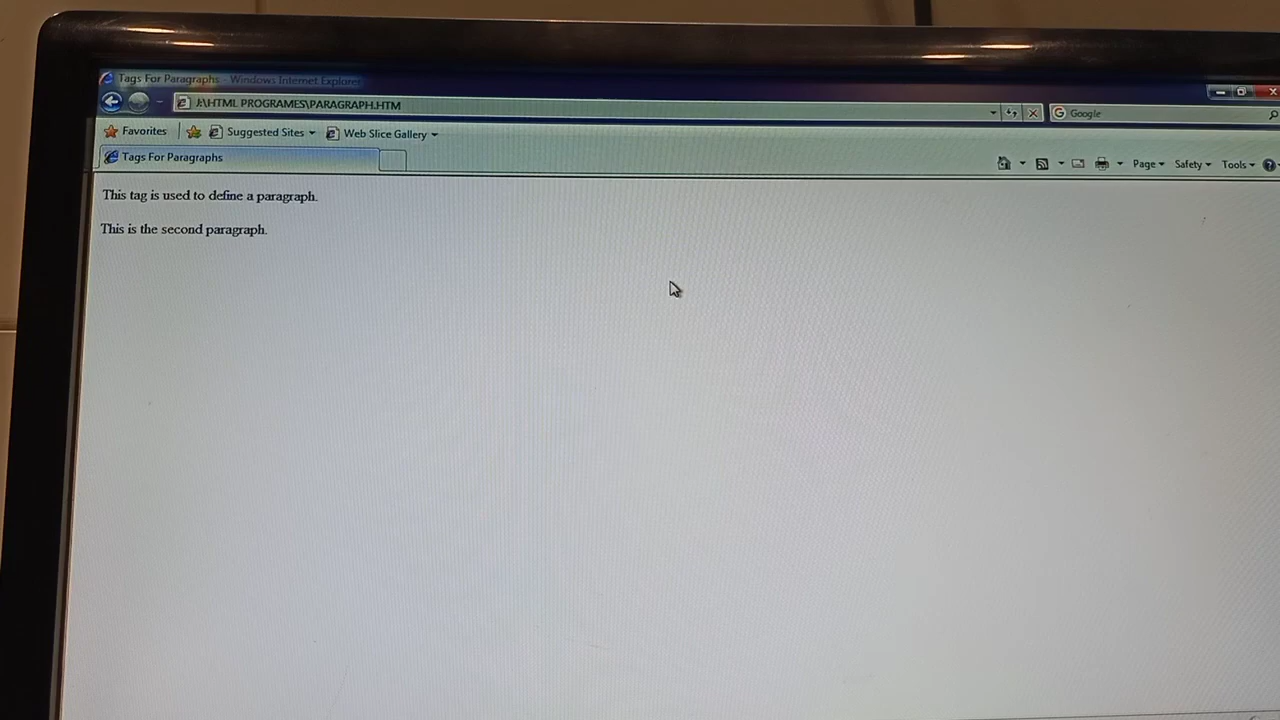 Tags For Paragraphs - Windows Internet Explorer
J:\HTML PROGRAMES\PARAGRAPH.HTM
Google
Favorites Suggested Sites Web Slice Gallery
Tags For Paragraphs
Page Safety Tools
This tag is used to define a paragraph.
This is the second paragraph.